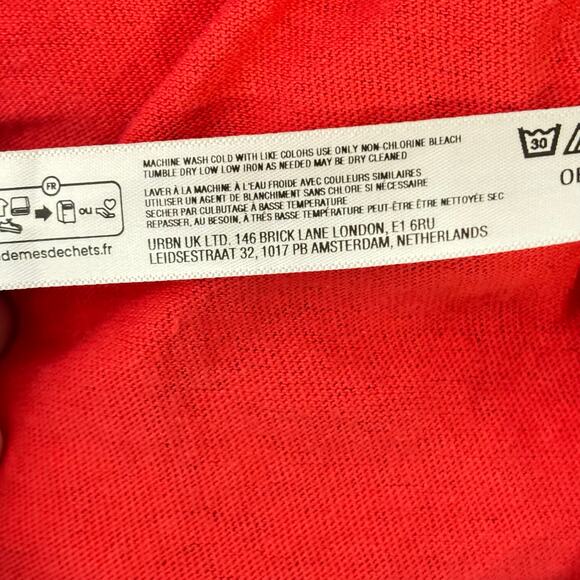 MACHINE WASH COLD WITH LIKE COLORS USE ONLY NON-CHLORINE BLEACH
TUMBLE DRY LOW LOW IRON AS NEEDED MAY BE DRY CLEANED
LAVER À LA MACHINE À L'EAU FROIDE AVEC COULEURS SIMILAIRES
UTILISER UN AGENT DE BLANCHIMENT SANS CHLORE SI NÉCESSAIRE
SECHER PAR CULBUTAGE À BASSE TEMPÉRATURE
REPASSER, AU BESOIN, À TRÈS BASSE TEMPÉRATURE PEUT-ÊTRE ÊTRE NETTOYÉE SEC
URBN UK LTD. 146 BRICK LANE LONDON, E1 6RU
LEIDSESTRAAT 32, 1017 PB AMSTERDAM, NETHERLANDS
FR
ou
demesdechets.fr
30